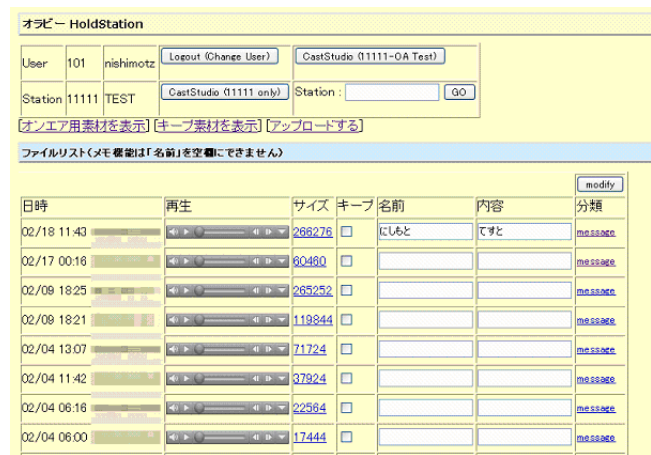 オラビー HoldStation
User 101 nishimotz Logout (Change User) CastStudio (11111-OA Test)
Station 11111 TEST CastStudio (11111 only) Station : GO
[オンエア用素材を表示] [キープ素材を表示] [アップロードする]
ファイルリスト(メモ機能は「名前」を空欄にできません)
modify
日時 再生 サイズ キープ 名前 内容 分類
02/18 11:43 266276 にしもと てすと message
02/17 00:16 60460 message
02/09 18:25 265252 message
02/09 18:21 119844 message
02/04 13:07 71724 message
02/04 11:42 37924 message
02/04 06:16 22564 message
02/04 06:00 17444 message